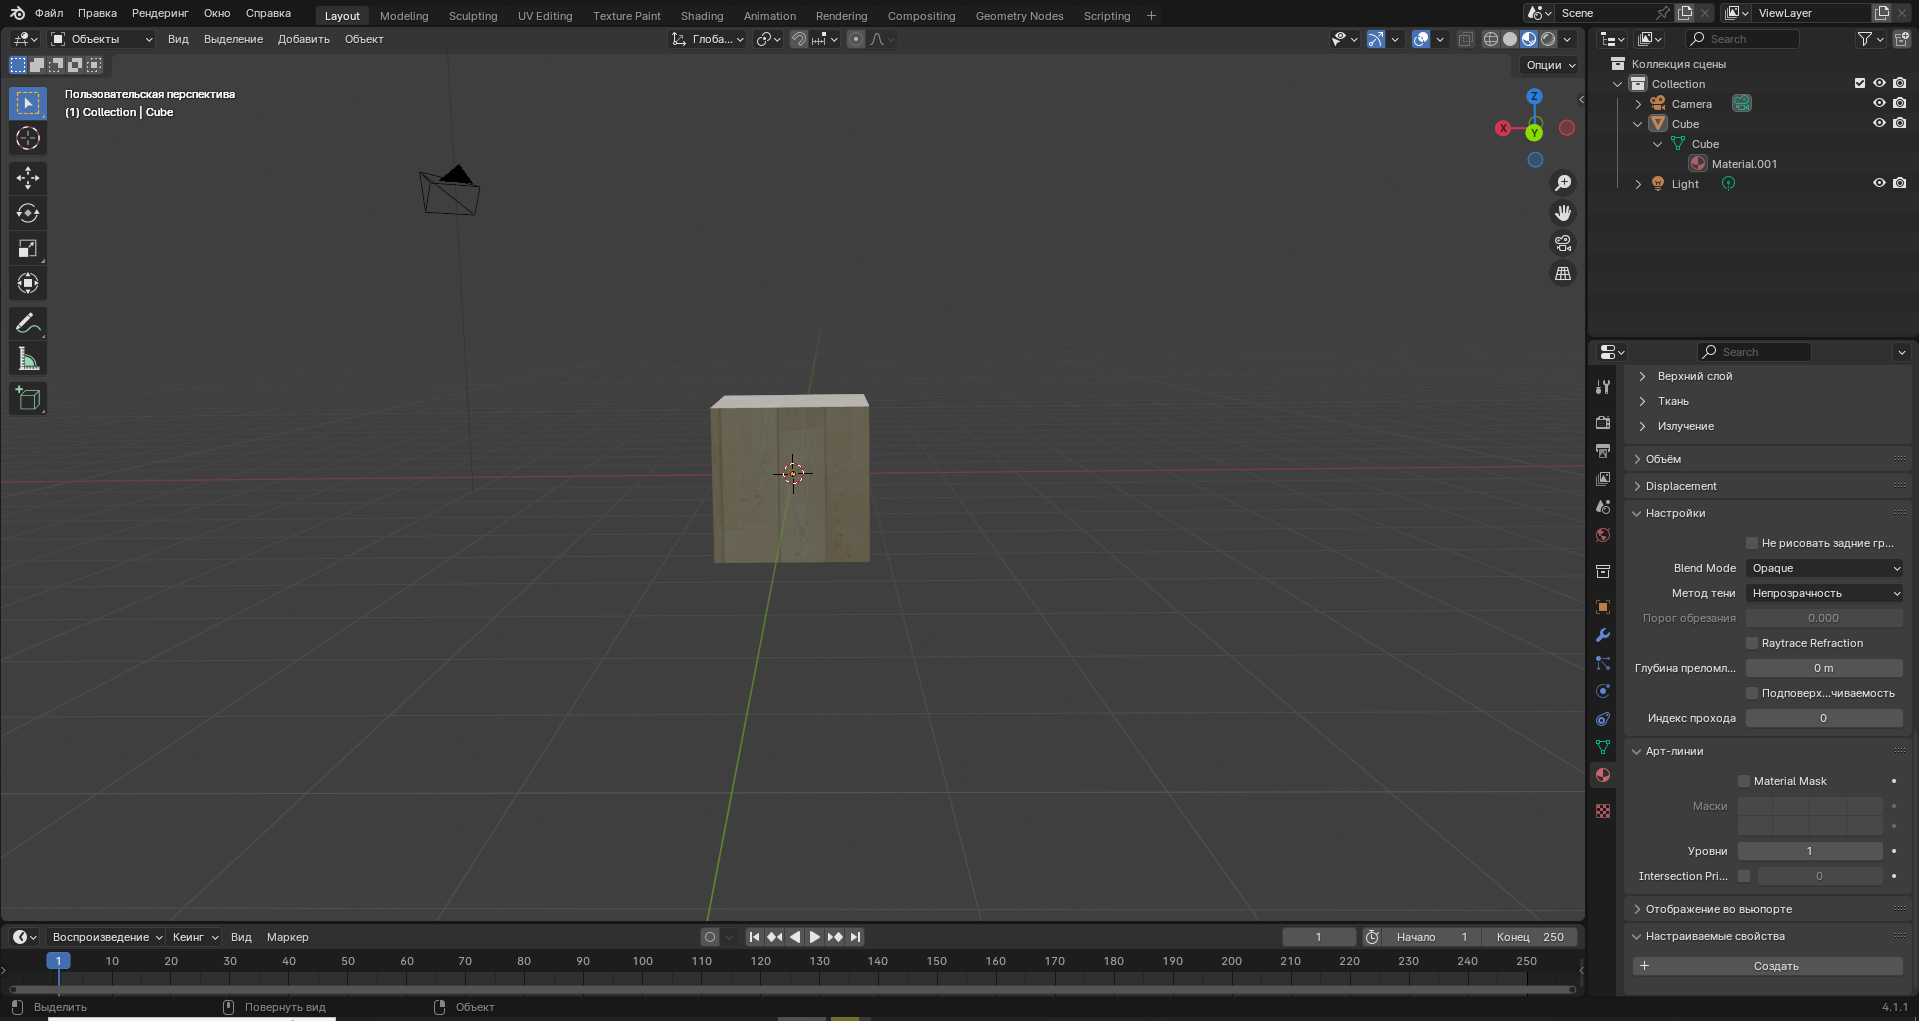 Файл Правка Рендеринг Окно Справка Layout Modeling Sculpting UV Editing Texture Paint Shading Animation Rendering Compositing Geometry Nodes Scripting Scene ViewLayer
Объекты Вид Выделение Добавить Объект Глоба... Search
Опции
Коллекция сцены
Collection
Camera
Cube
Cube
Material.001
Light
Пользовательская перспектива
(1) Collection | Cube
Z
X
Y
Search
Верхний слой
Ткань
Излучение
Объём
Displacement
Настройки
Не рисовать задние гр...
Blend Mode Opaque
Метод тени Непрозрачность
Порог обрезания 0.000
Raytrace Refraction
Глубина преломл... 0 m
Подповерх...чиваемость
Индекс прохода 0
Арт-линии
Material Mask
Маски
Уровни 1
Intersection Pri... 0
Отображение во вьюпорте
Настраиваемые свойства
Создать
Воспроизведение Кеинг Вид Маркер 1 Начало 1 Конец 250
1 10 20 30 40 50 60 70 80 90 100 110 120 130 140 150 160 170 180 190 200 210 220 230 240 250
Выделить Повернуть вид Объект 4.1.1